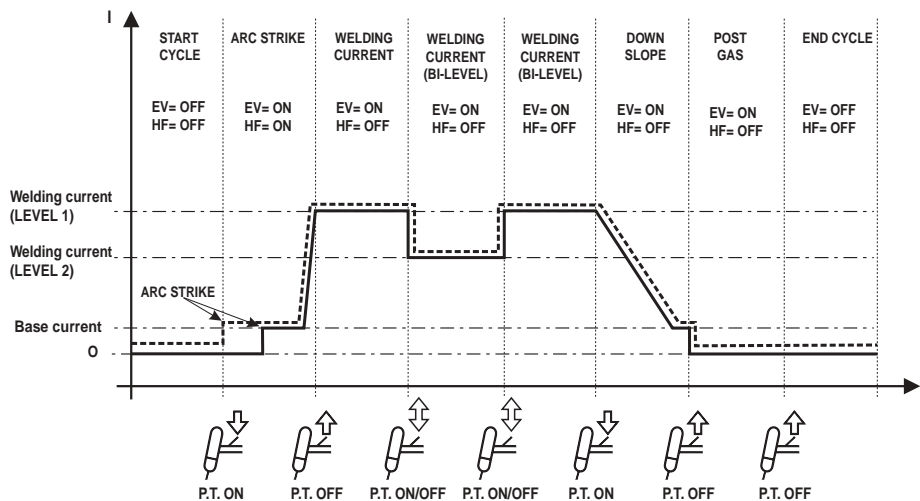 I
START
CYCLE
ARC STRIKE
WELDING
CURRENT
WELDING
CURRENT
(BI-LEVEL)
WELDING
CURRENT
(BI-LEVEL)
DOWN
SLOPE
POST
GAS
END CYCLE
EV= OFF
HF= OFF
EV= ON
HF= ON
EV= ON
HF= OFF
EV= ON
HF= OFF
EV= ON
HF= OFF
EV= ON
HF= OFF
EV= ON
HF= OFF
EV= OFF
HF= OFF
Welding current
(LEVEL 1)
Welding current
(LEVEL 2)
ARC STRIKE
Base current
O
P.T. ON
P.T. OFF
P.T. ON/OFF
P.T. ON/OFF
P.T. ON
P.T. OFF
P.T. OFF